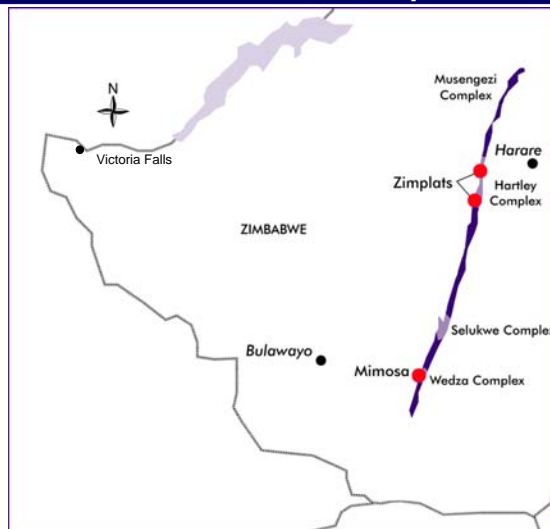 N
Victoria Falls
Musengezi
Complex
Harare
Zimplats
Hartley
Complex
ZIMBABWE
Selukwe Complex
Bulawayo
Mimosa
Wedza Complex